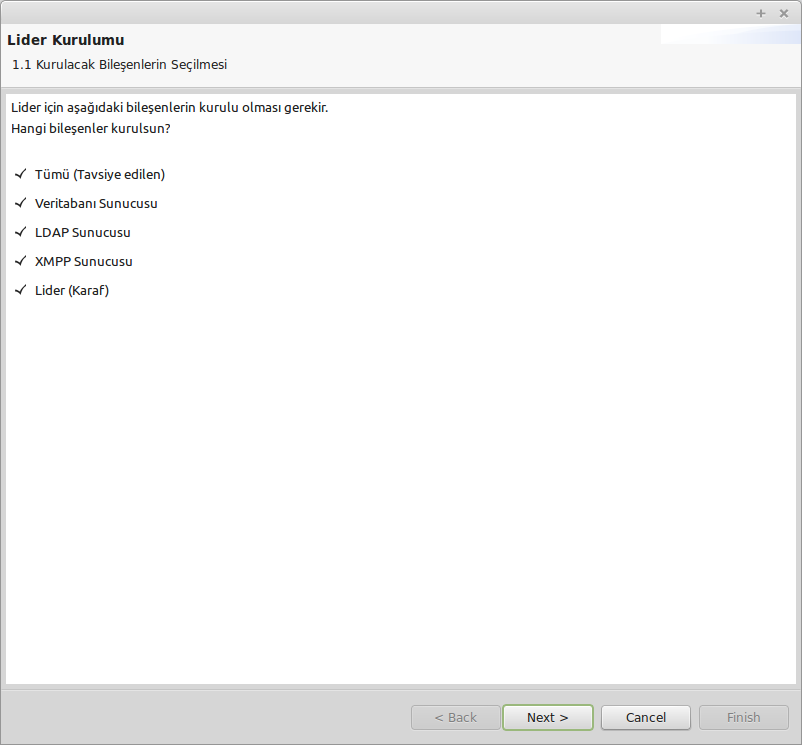 Lider Kurulumu
1.1 Kurulacak Bileşenlerin Seçilmesi
Lider için aşağıdaki bileşenlerin kurulu olması gerekir.
Hangi bileşenler kurulsun?
Tümü (Tavsiye edilen)
Veritabanı Sunucusu
LDAP Sunucusu
XMPP Sunucusu
Lider (Karaf)
< Back Next > Cancel Finish